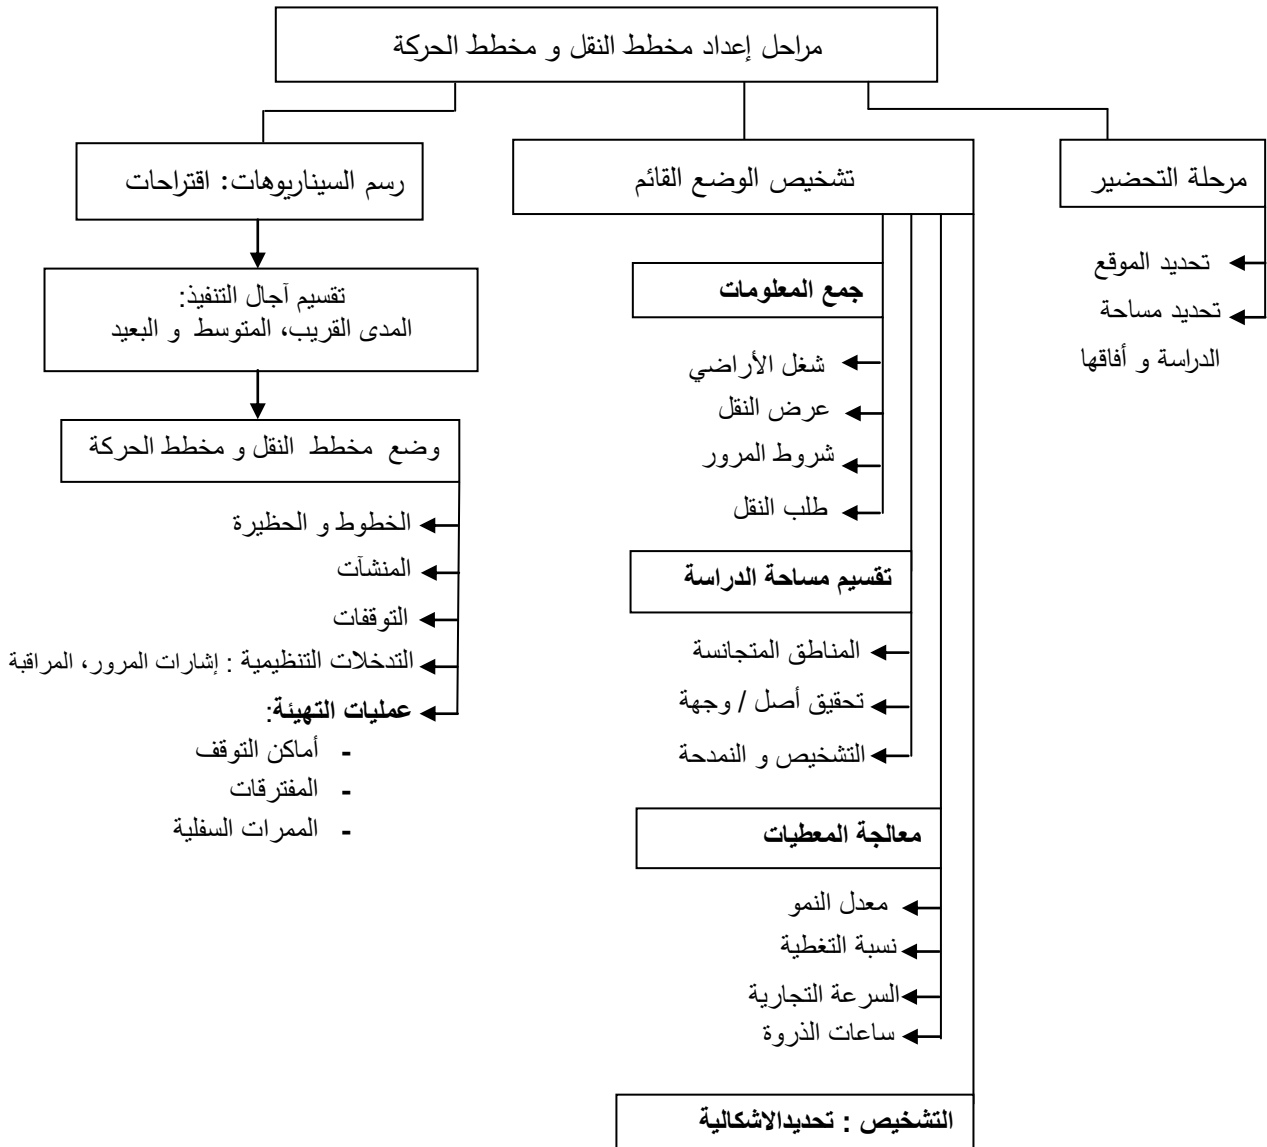 مراحل إعداد مخطط النقل و مخطط الحركة
مرحلة التحضير
تحديد الموقع
تحديد مساحة
الدراسة و أفاقها
تشخيص الوضع القائم
جمع المعلومات
شغل الأراضي
عرض النقل
شروط المرور
طلب النقل
تقسيم مساحة الدراسة
المناطق المتجانسة
تحقيق أصل / وجهة
التشخيص و النمدحة
معالجة المعطيات
معدل النمو
نسبة التغطية
السرعة التجارية
ساعات الذروة
التشخيص : تحديدالاشكالية
رسم السيناريوهات: اقتراحات
تقسيم آجال التنفيذ:
المدى القريب، المتوسط و البعيد
وضع مخطط النقل و مخطط الحركة
الخطوط و الحظيرة
المنشآت
التوقفات
التدخلات التنظيمية : إشارات المرور، المراقبة
عمليات التهيئة:
- أماكن التوقف
- المفترقات
- الممرات السفلية